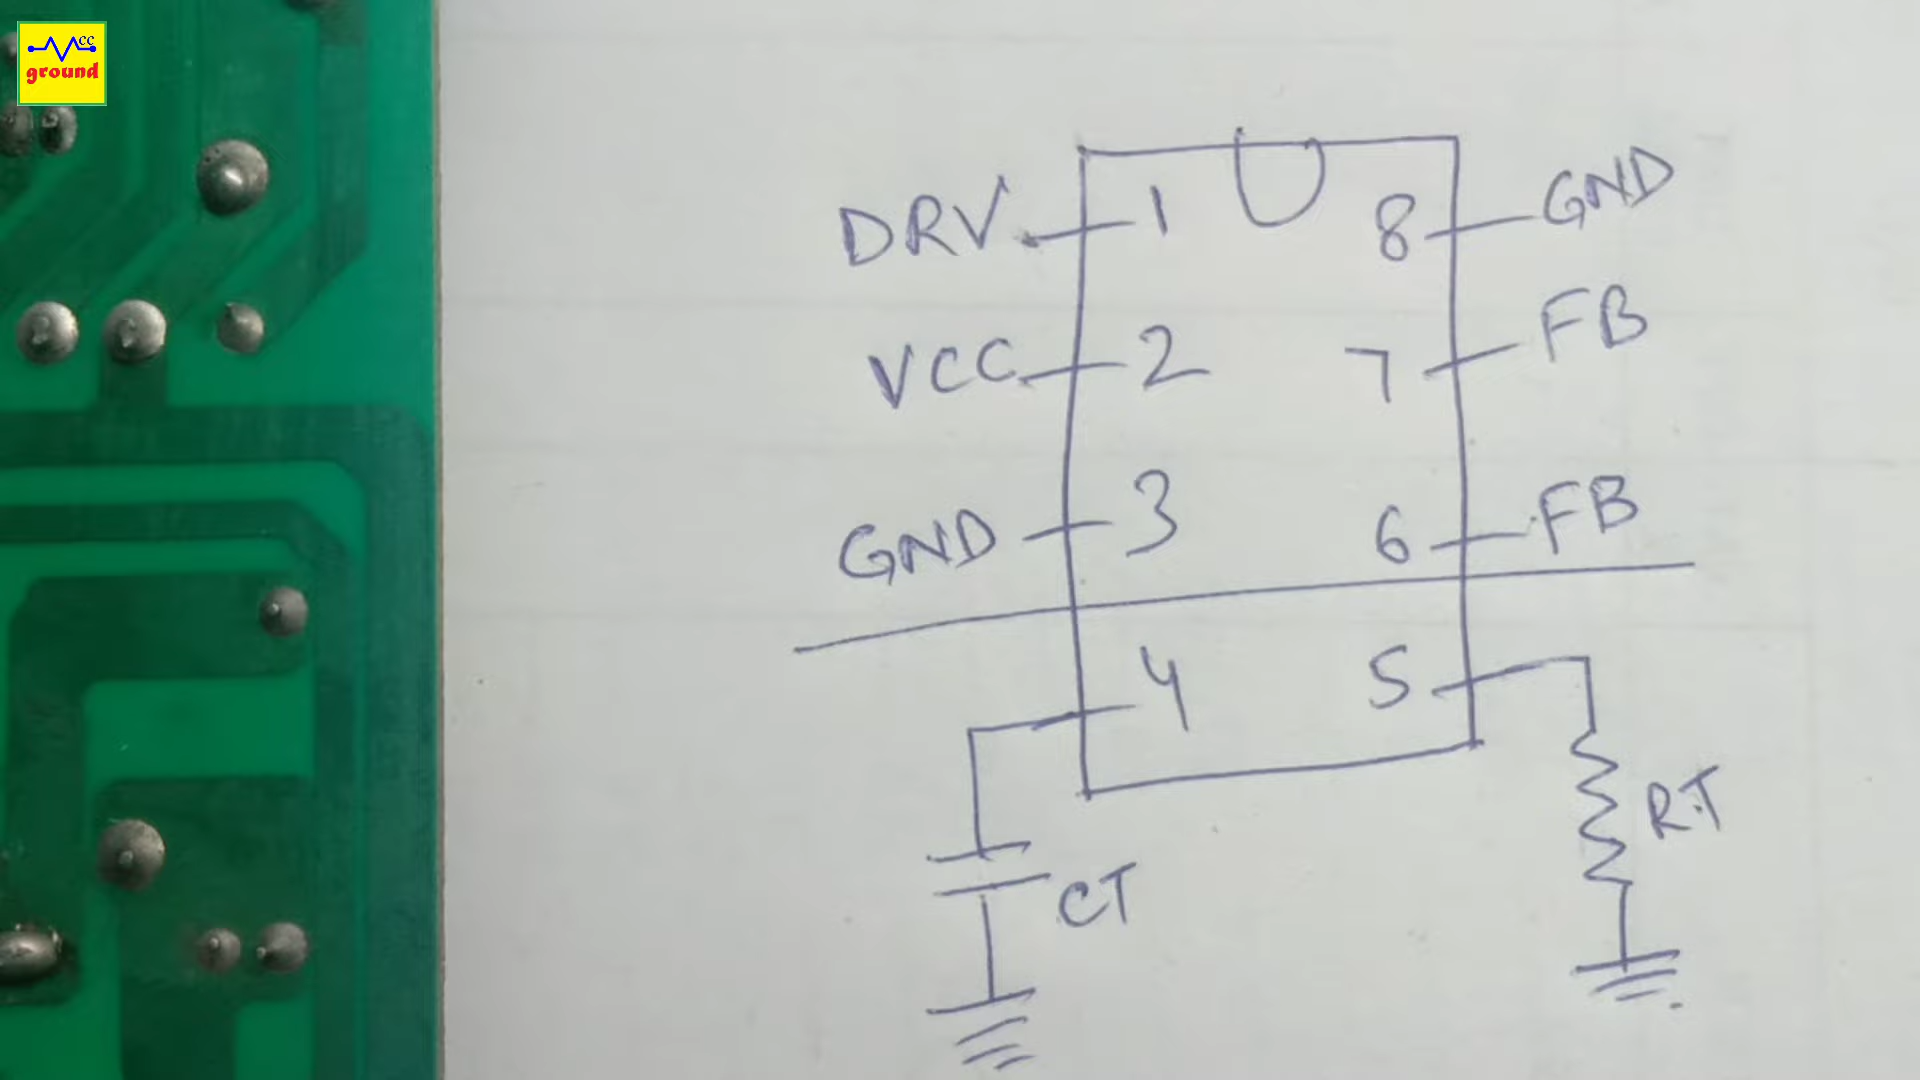 CC
ground
DRV 1 8 GND
VCC 2 7 FB
GND 3 6 FB
4 5
RT
CT